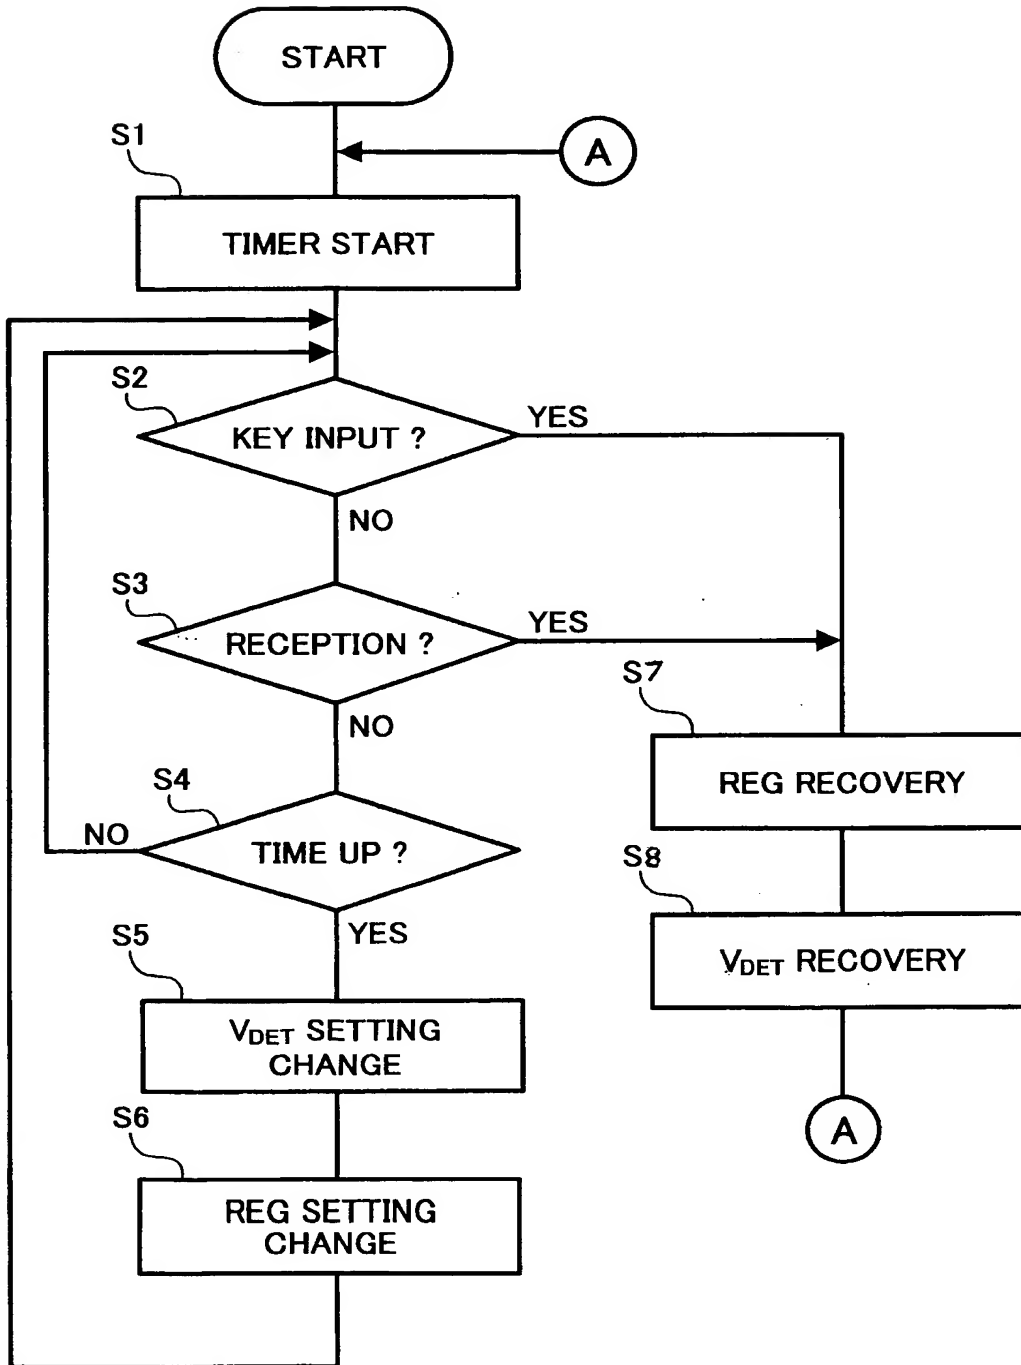 START
S1
A
TIMER START
S2
KEY INPUT ?
YES
NO
S3
RECEPTION ?
YES
NO
S7
REG RECOVERY
S4
NO
TIME UP ?
YES
S8
VDET RECOVERY
S5
VDET SETTING
CHANGE
A
S6
REG SETTING
CHANGE